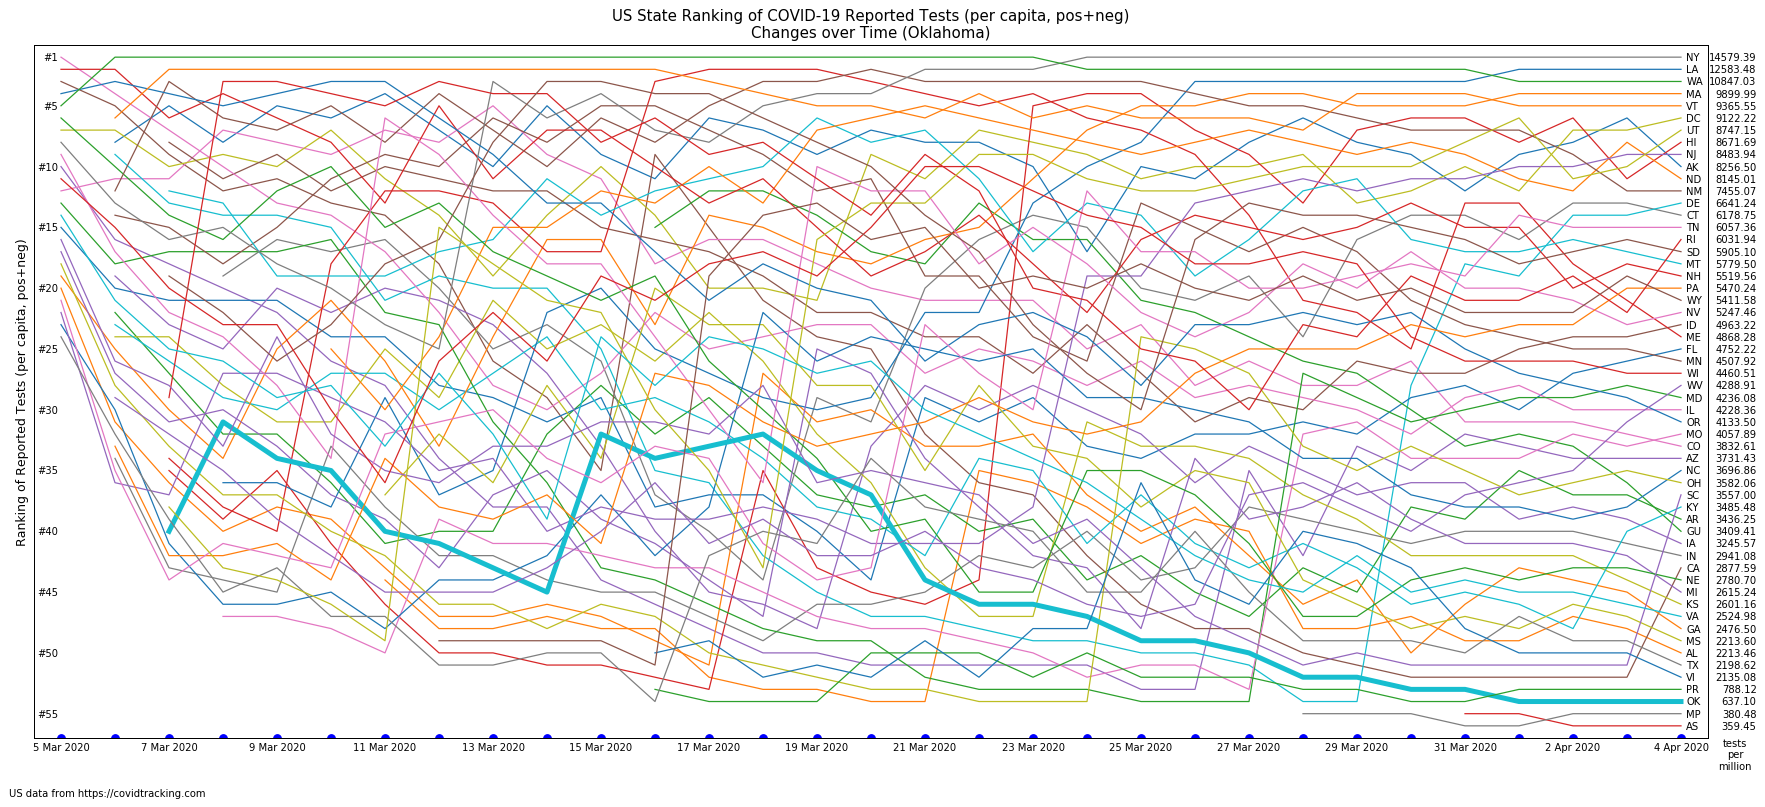 US State Ranking of COVID-19 Reported Tests (per capita, pos+neg)
Changes over Time (Oklahoma)
Ranking of Reported Tests (per capita, pos+neg)
#1
#5
#10
#15
#20
#25
#30
#35
#40
#45
#50
#55
NY 14579.39
LA 12583.48
WA 10847.03
MA 9899.99
VT 9365.55
DC 9122.22
UT 8747.15
HI 8671.69
NJ 8483.94
AK 8256.50
ND 8145.01
NM 7455.07
DE 6641.24
CT 6178.75
TN 6057.36
RI 6031.94
SD 5905.10
MT 5779.50
NH 5519.56
PA 5470.24
WY 5411.58
NV 5247.46
ID 4963.22
ME 4868.28
FL 4752.22
MN 4507.92
WI 4460.51
WV 4288.91
MD 4236.08
IL 4228.36
OR 4133.50
MO 4057.89
CO 3832.61
AZ 3731.43
NC 3696.86
OH 3582.06
SC 3557.00
KY 3485.48
AR 3436.25
GU 3409.41
IA 3245.57
IN 2941.08
CA 2877.59
NE 2780.70
MI 2615.24
KS 2601.16
VA 2524.98
GA 2476.50
MS 2213.60
AL 2213.46
TX 2198.62
VI 2135.08
PR 788.12
OK 637.10
MP 380.48
AS 359.45
5 Mar 2020 7 Mar 2020 9 Mar 2020 11 Mar 2020 13 Mar 2020 15 Mar 2020 17 Mar 2020 19 Mar 2020 21 Mar 2020 23 Mar 2020 25 Mar 2020 27 Mar 2020 29 Mar 2020 31 Mar 2020 2 Apr 2020 4 Apr 2020
tests
per
million
US data from https://covidtracking.com